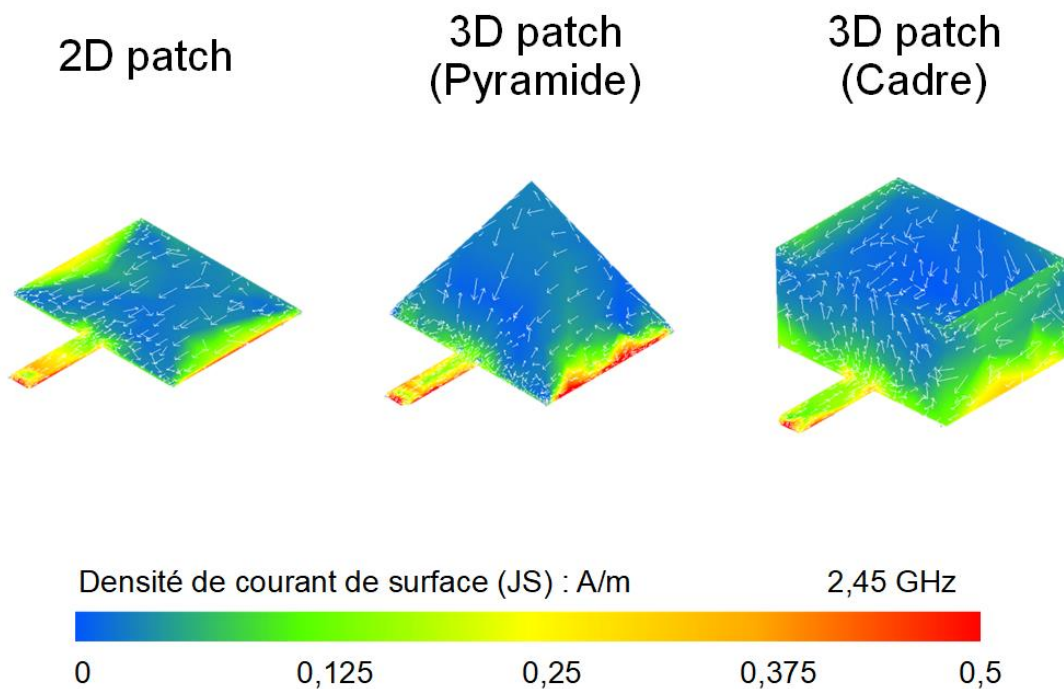 2D patch
3D patch
(Pyramide)
3D patch
(Cadre)
Densité de courant de surface (JS) : A/m
2,45 GHz
0
0,125
0,25
0,375
0,5